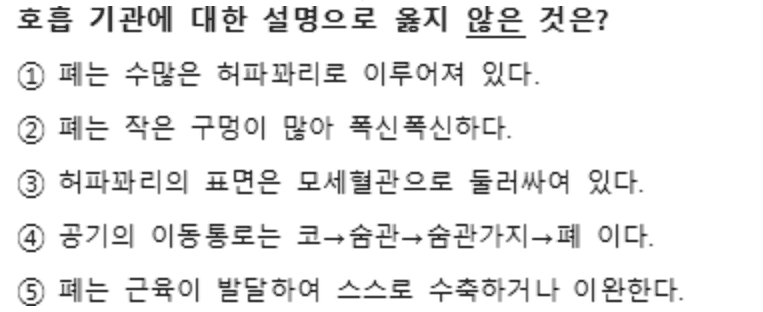 호흡 기관에 대한 설명으로 옳지 않은 것은?
① 폐는 수많은 허파꽈리로 이루어져 있다.
② 폐는 작은 구멍이 많아 폭신폭신하다.
③ 허파꽈리의 표면은 모세혈관으로 둘러싸여 있다.
④ 공기의 이동통로는 코→숨관→숨관가지→폐 이다.
⑤ 폐는 근육이 발달하여 스스로 수축하거나 이완한다.